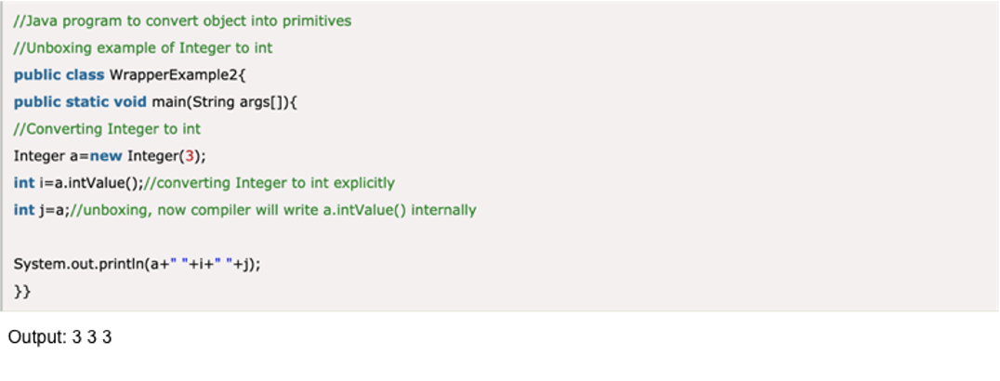 //Java program to convert object into primitives
//Unboxing example of Integer to int
public class WrapperExample2{
public static void main(String args[]){
//Converting Integer to int
Integer a=new Integer(3);
int i=a.intValue();//converting Integer to int explicitly
int j=a;//unboxing, now compiler will write a.intValue() internally
System.out.println(a+" "+i+" "+j);
}}
Output: 3 3 3